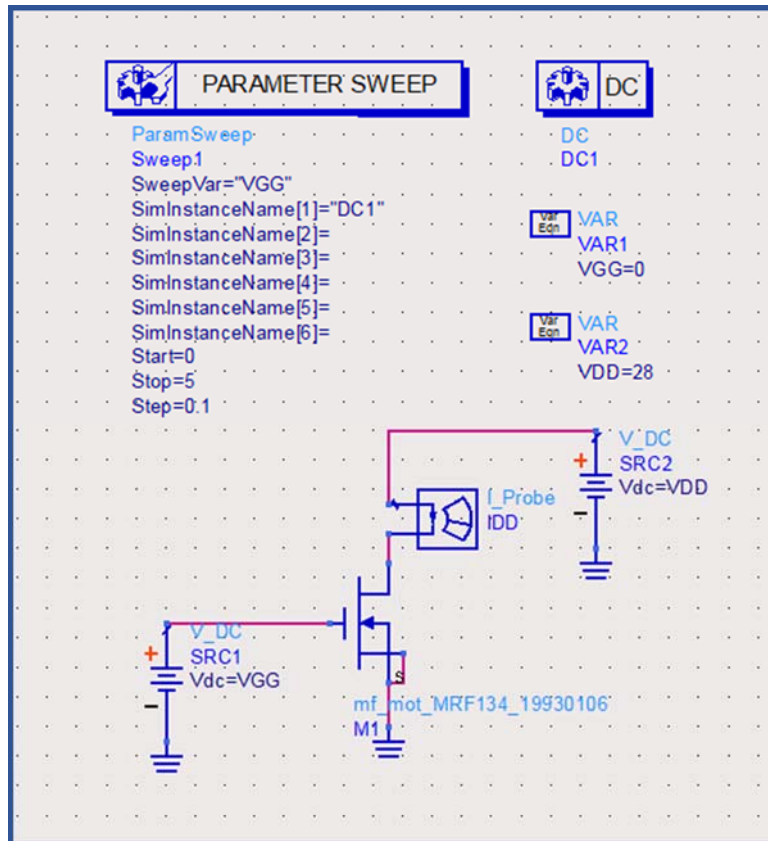 PARAMETER SWEEP
ParamSweep
Sweep1
SweepVar="VGG"
SimInstanceName[1]="DC1"
SimInstanceName[2]=
SimInstanceName[3]=
SimInstanceName[4]=
SimInstanceName[5]=
SimInstanceName[6]=
Start=0
Stop=5
Step=0.1
DC
DC
DC1
Var
Eqn
VAR
VAR1
VGG=0
Var
Eqn
VAR
VAR2
VDD=28
+
V_DC
SRC2
Vdc=VDD
-
I_Probe
IDD
+
V_DC
SRC1
Vdc=VGG
-
S
mf_mot_MRF134_19930106
M1